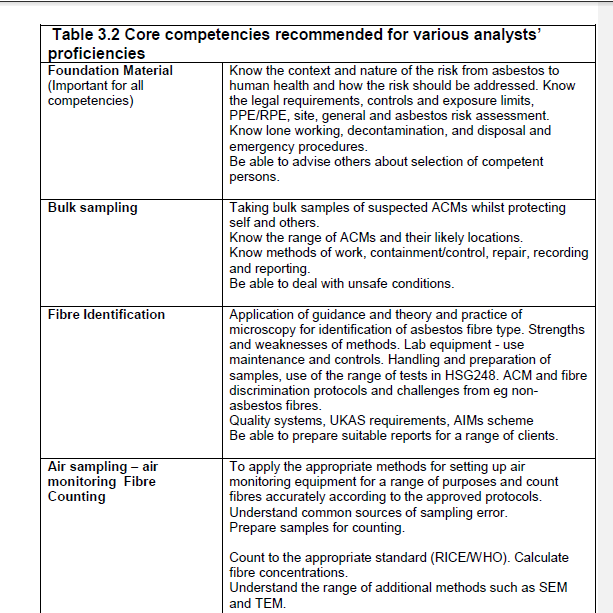 Table 3.2 Core competencies recommended for various analysts'
proficiencies
Foundation Material
(Important for all
competencies)
Know the context and nature of the risk from asbestos to
human health and how the risk should be addressed. Know
the legal requirements, controls and exposure limits,
PPE/RPE, site, general and asbestos risk assessment.
Know lone working, decontamination, and disposal and
emergency procedures.
Be able to advise others about selection of competent
persons.
Bulk sampling
Taking bulk samples of suspected ACMs whilst protecting
self and others.
Know the range of ACMs and their likely locations.
Know methods of work, containment/control, repair, recording
and reporting.
Be able to deal with unsafe conditions.
Fibre Identification
Application of guidance and theory and practice of
microscopy for identification of asbestos fibre type. Strengths
and weaknesses of methods. Lab equipment - use
maintenance and controls. Handling and preparation of
samples, use of the range of tests in HSG248. ACM and fibre
discrimination protocols and challenges from eg non-
asbestos fibres.
Quality systems, UKAS requirements, AIMs scheme
Be able to prepare suitable reports for a range of clients.
Air sampling – air
monitoring Fibre
Counting
To apply the appropriate methods for setting up air
monitoring equipment for a range of purposes and count
fibres accurately according to the approved protocols.
Understand common sources of sampling error.
Prepare samples for counting.
Count to the appropriate standard (RICE/WHO). Calculate
fibre concentrations.
Understand the range of additional methods such as SEM
and TEM.